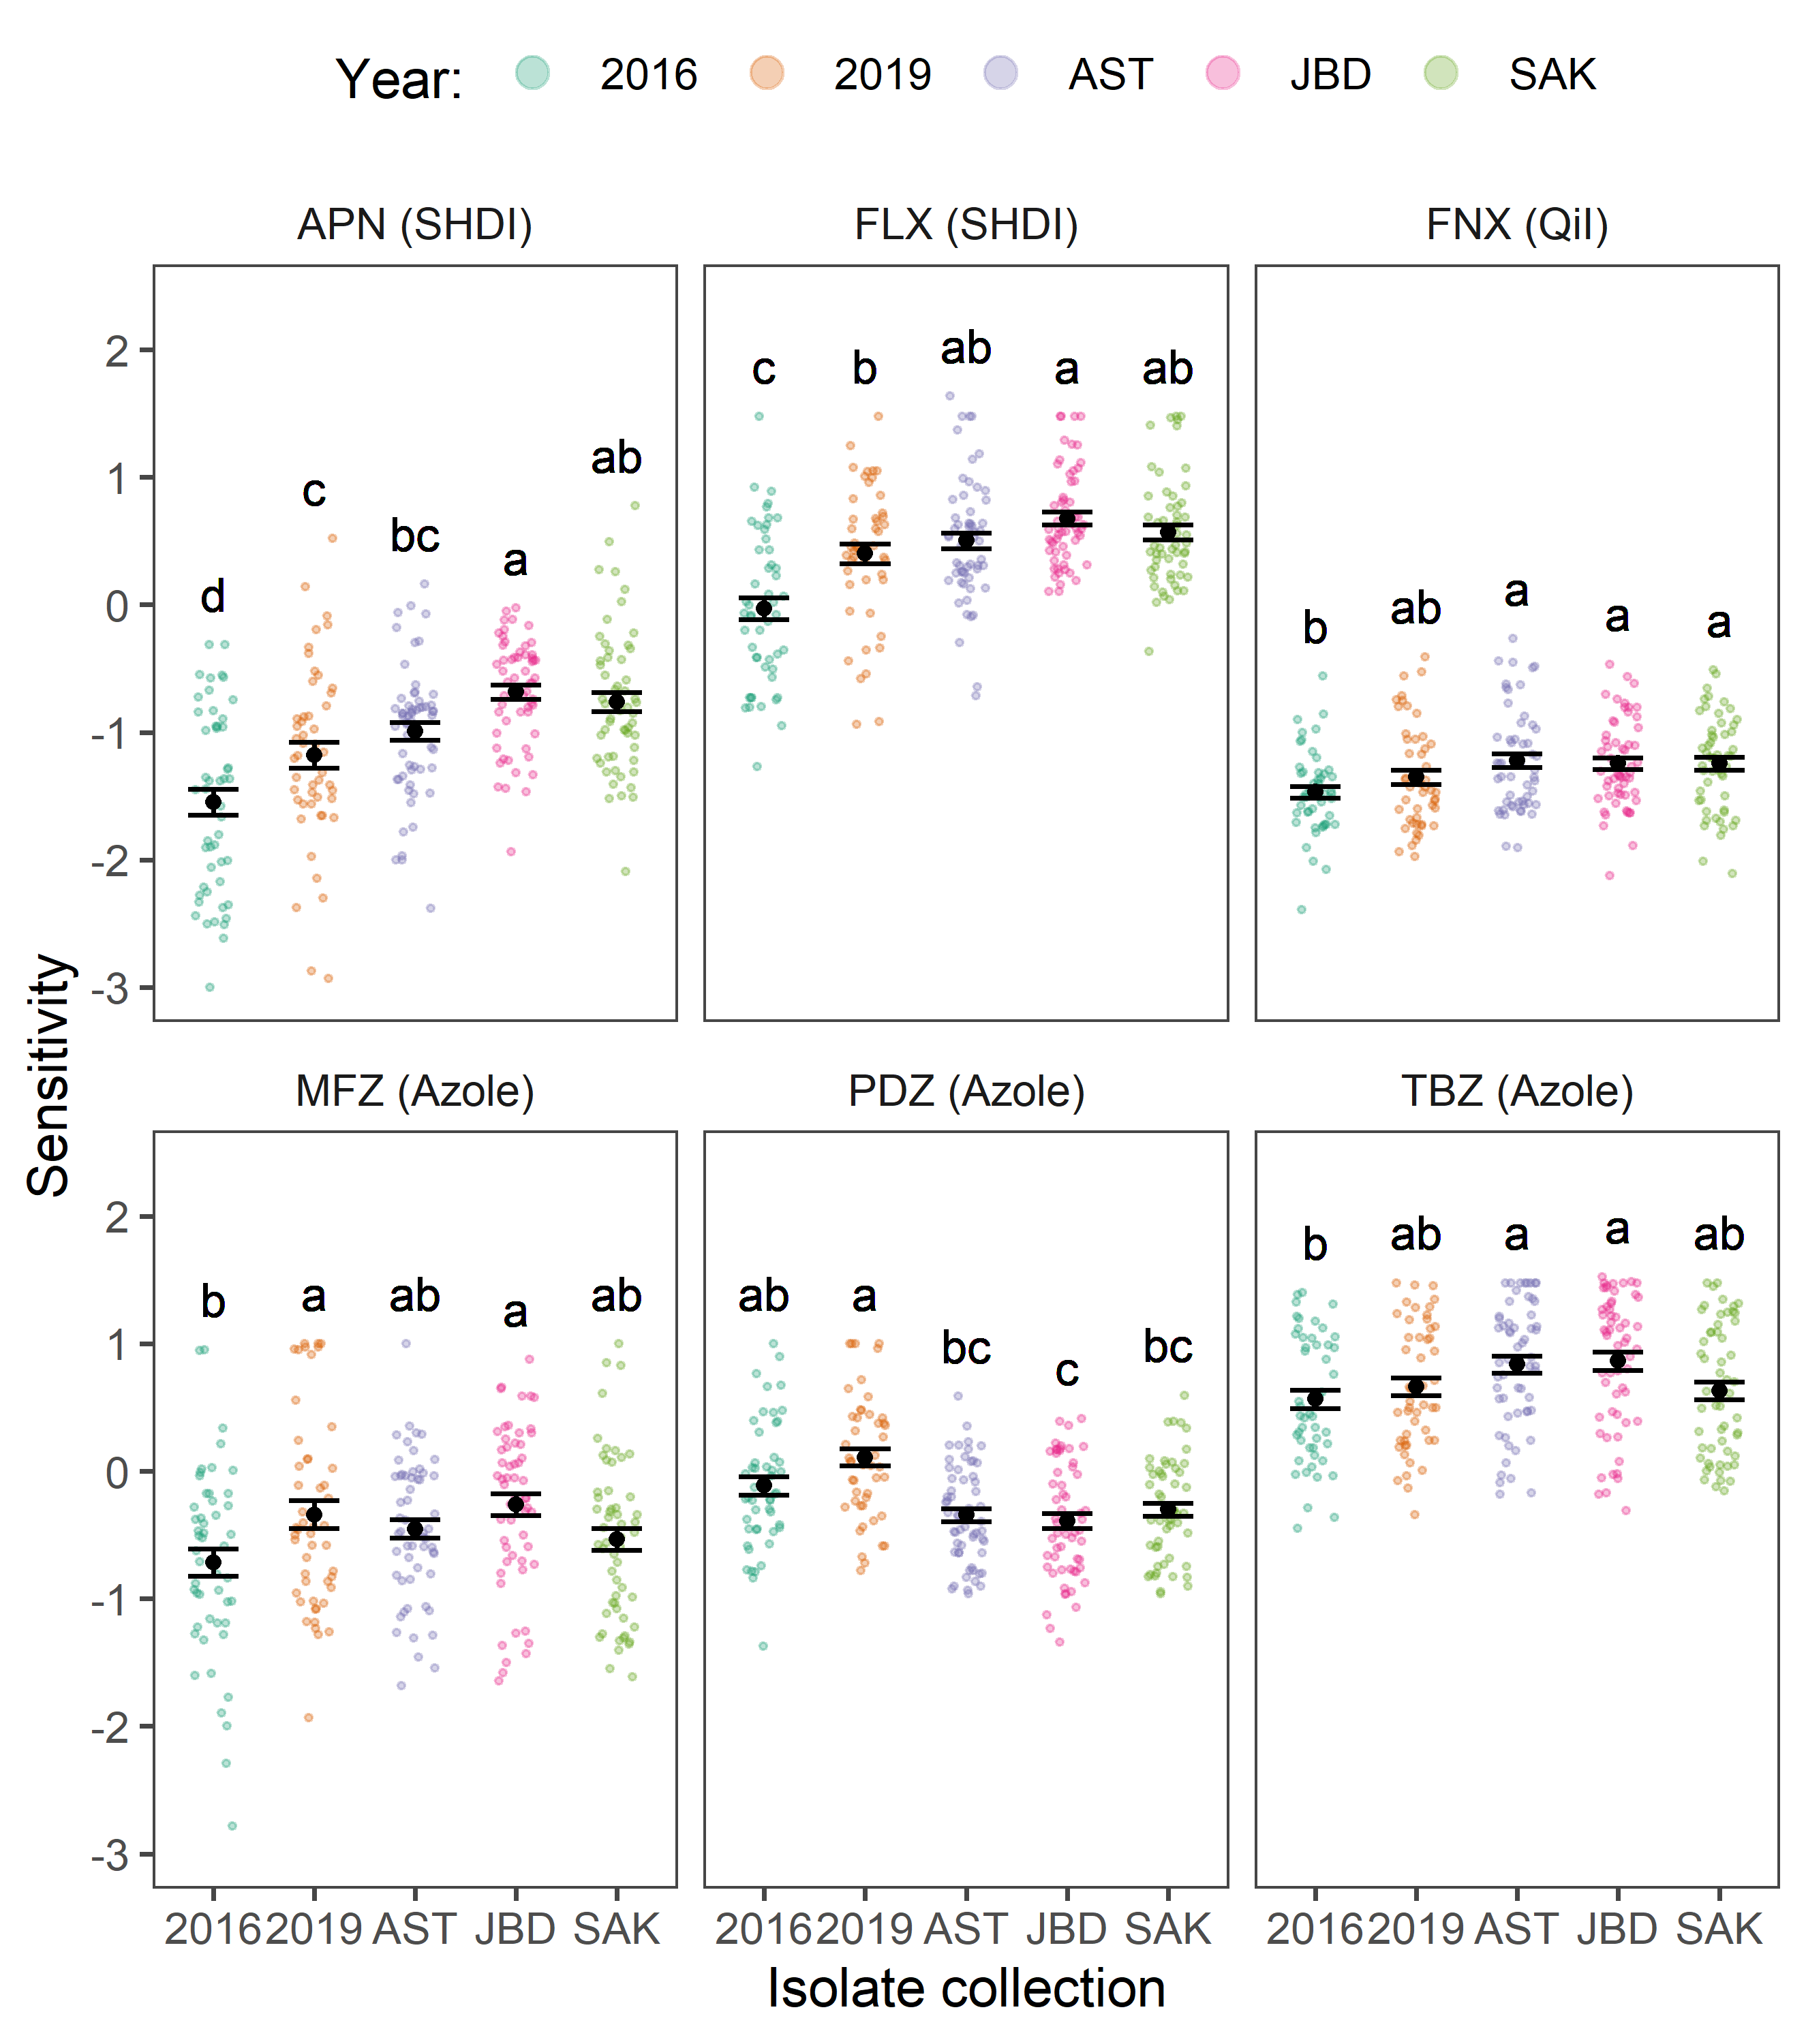 Year: 2016 2019 AST JBD SAK
APN (SHDI) FLX (SHDI) FNX (QiI)
2
1
0
-1
-2
-3
d c bc a ab
c b ab a ab
b ab a a a
Sensitivity
MFZ (Azole) PDZ (Azole) TBZ (Azole)
2
1
0
-1
-2
-3
b a ab a ab
ab a bc c bc
b ab a a ab
2016 2019 AST JBD SAK 2016 2019 AST JBD SAK 2016 2019 AST JBD SAK
Isolate collection